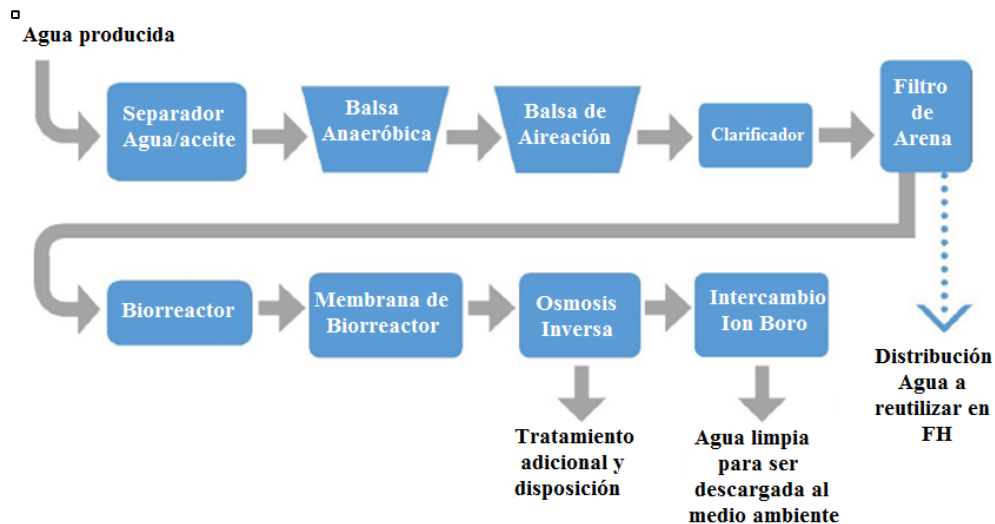 Agua producida
Separador
Agua/aceite
Balsa
Anaeróbica
Balsa de
Aireación
Clarificador
Filtro
de
Arena
Biorreactor
Membrana de
Biorreactor
Osmosis
Inversa
Intercambio
Ion Boro
Distribución
Agua a
reutilizar en
FH
Tratamiento
adicional y
disposición
Agua limpia
para ser
descargada al
medio ambiente